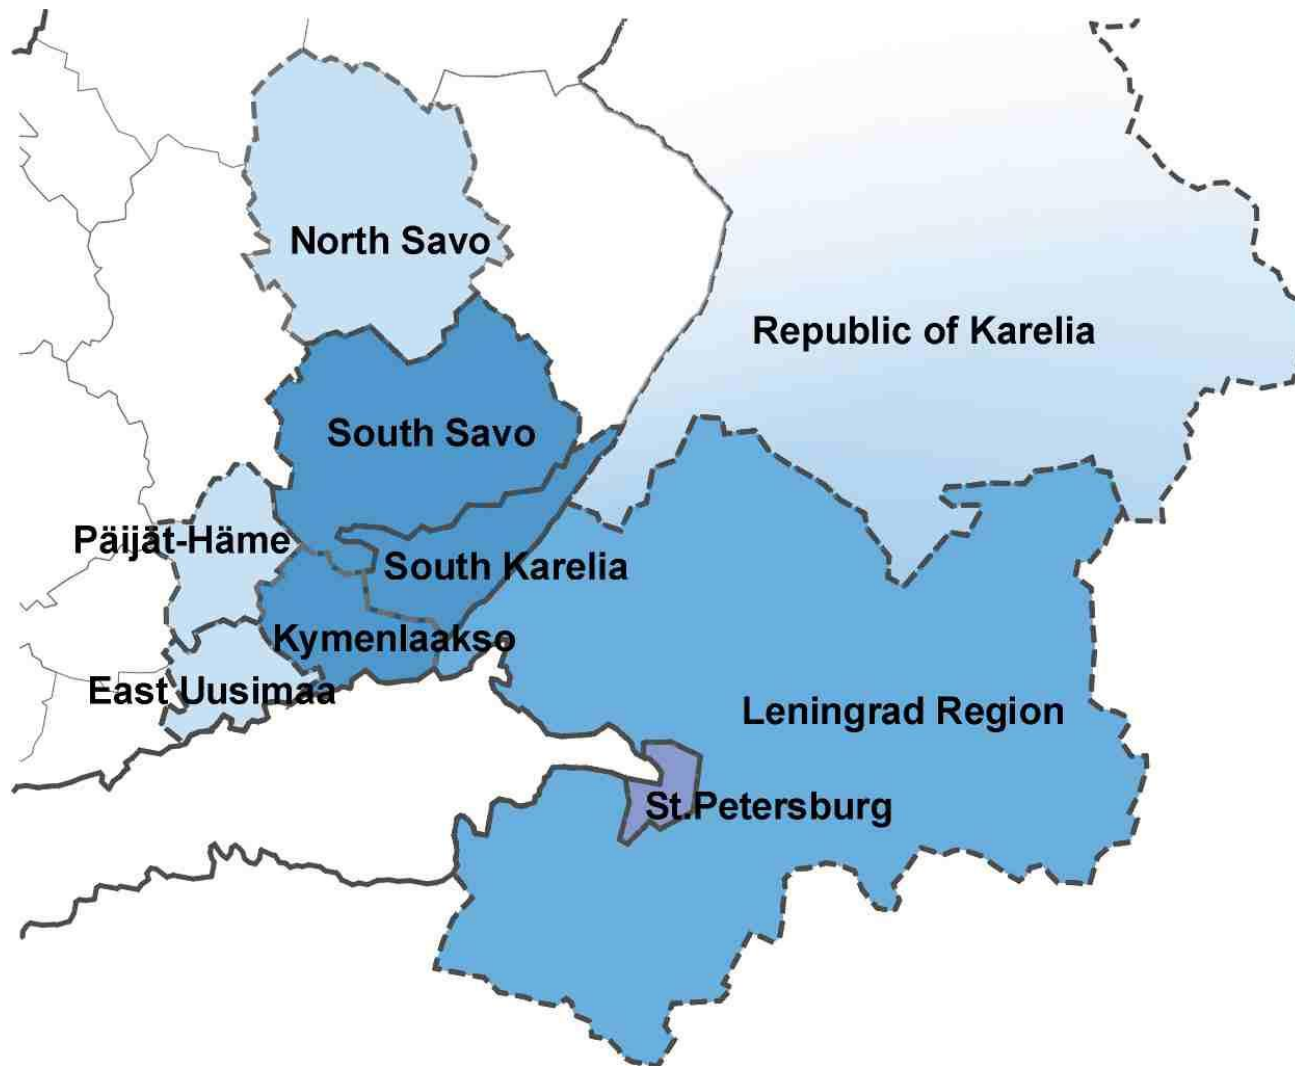 North Savo
Republic of Karelia
South Savo
Päijät-Häme
South Karelia
Kymenlaakso
East Uusimaa
Leningrad Region
St.Petersburg